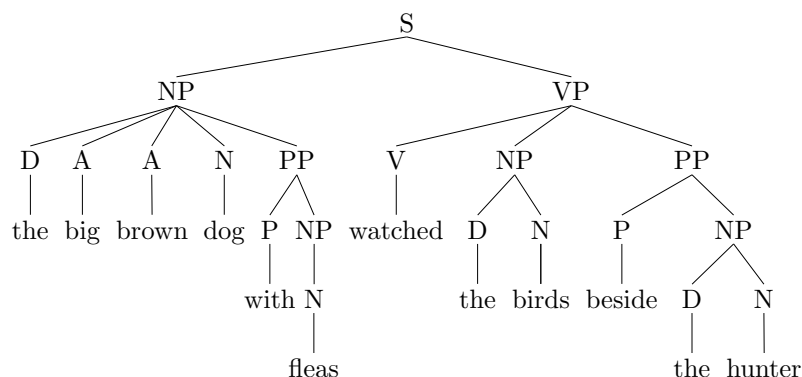 S
NP VP
D A A N PP V NP PP
the big brown dog P NP watched D N P NP
with N the birds beside D N
fleas the hunter